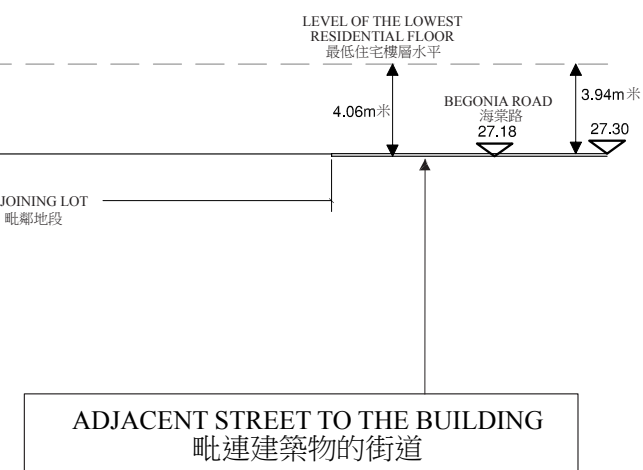 LEVEL OF THE LOWEST
RESIDENTIAL FLOOR
最低住宅樓層水平
4.06m米
BEGONIA ROAD
海棠路
27.18
3.94m米
27.30
JOINING LOT
毗鄰地段
ADJACENT STREET TO THE BUILDING
毗連建築物的街道